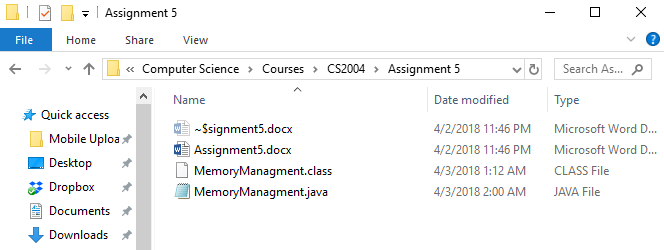 Assignment 5
File Home Share View
« Computer Science > Courses > CS2004 > Assignment 5 Search As...
Quick access
Mobile Uploa
Desktop
Dropbox
Documents
Downloads
Name Date modified Type
~$signment5.docx 4/2/2018 11:46 PM Microsoft Word D...
Assignment5.docx 4/2/2018 11:46 PM Microsoft Word D...
MemoryManagment.class 4/3/2018 1:12 AM CLASS File
MemoryManagment.java 4/3/2018 2:00 AM JAVA File